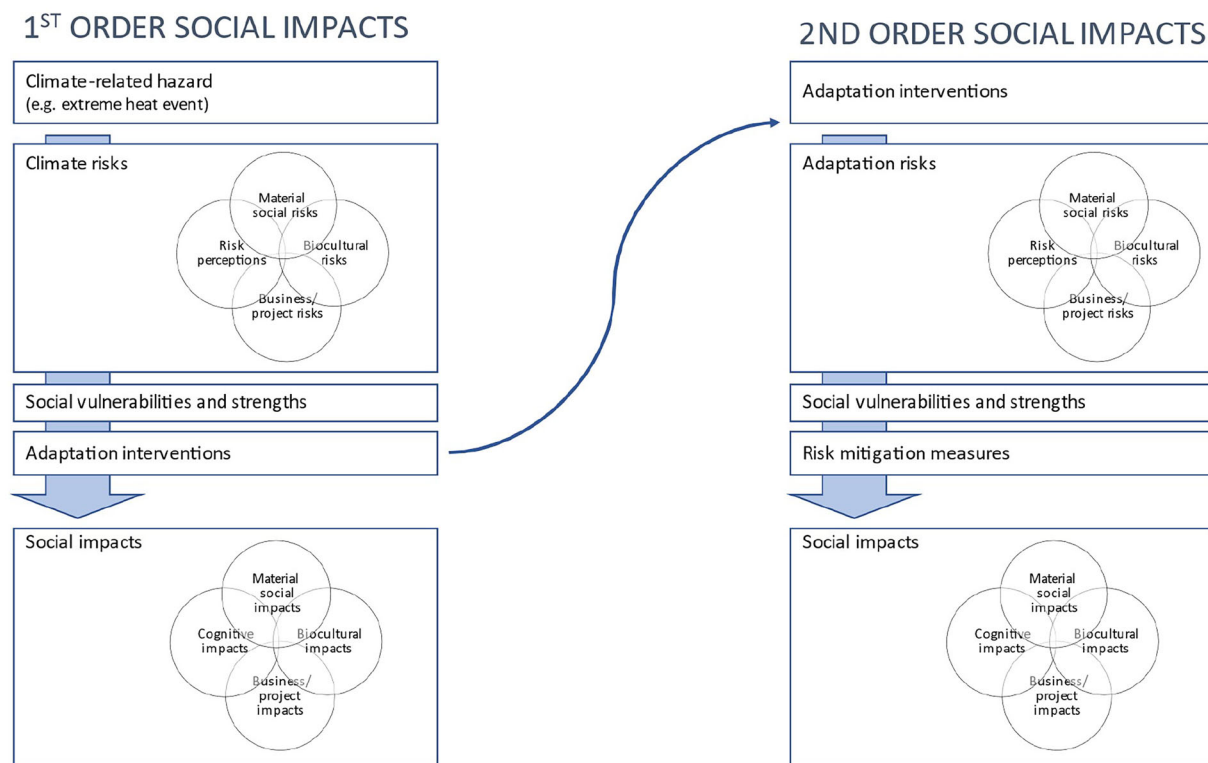 1ST ORDER SOCIAL IMPACTS
Climate-related hazard
(e.g. extreme heat event)
Climate risks
Material
social risks
Risk
perceptions
Biocultural
risks
Business/
project risks
Social vulnerabilities and strengths
Adaptation interventions
Social impacts
Material
social
impacts
Cognitive
impacts
Biocultural
impacts
Business/
project
impacts
2ND ORDER SOCIAL IMPACTS
Adaptation interventions
Adaptation risks
Material
social risks
Risk
perceptions
Biocultural
risks
Business/
project risks
Social vulnerabilities and strengths
Risk mitigation measures
Social impacts
Material
social
impacts
Cognitive
impacts
Biocultural
impacts
Business/
project
impacts